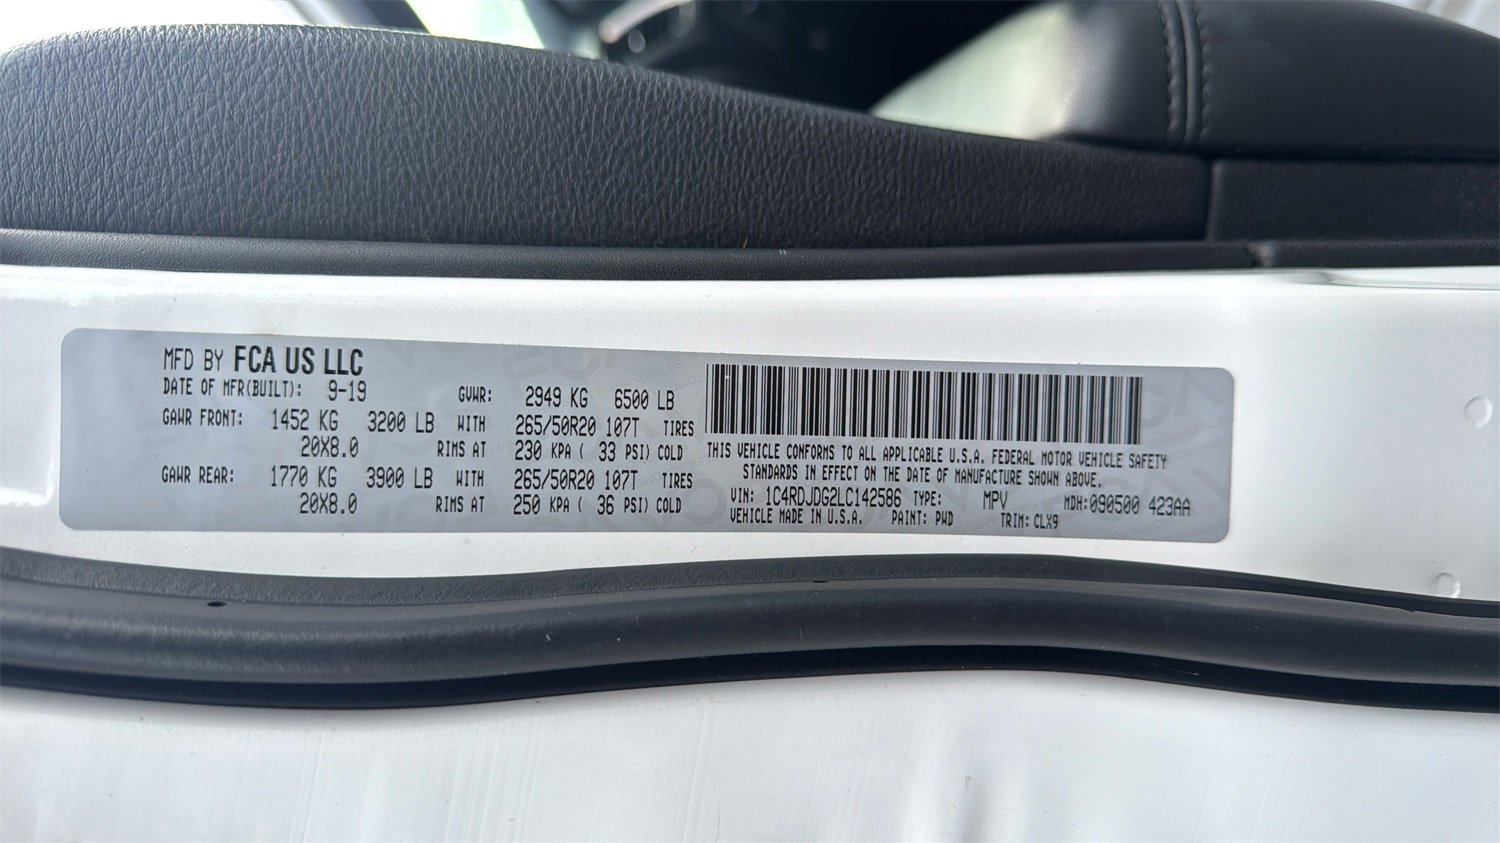 MFD BY FCA US LLC
DATE OF MFR(BUILT): 9-19 GVWR: 2949 KG 6500 LB
GAWR FRONT: 1452 KG 3200 LB WITH 265/50R20 107T TIRES
20X8.0 RIMS AT 230 KPA ( 33 PSI) COLD
GAWR REAR: 1770 KG 3900 LB WITH 265/50R20 107T TIRES
20X8.0 RIMS AT 250 KPA ( 36 PSI) COLD
THIS VEHICLE CONFORMS TO ALL APPLICABLE U.S.A. FEDERAL MOTOR VEHICLE SAFETY
STANDARDS IN EFFECT ON THE DATE OF MANUFACTURE SHOWN ABOVE.
VIN: 1C4RDJDG2LC142586 TYPE: MPV MDH:090500 423AA
VEHICLE MADE IN U.S.A. PAINT: PWD TRIM: CLX9